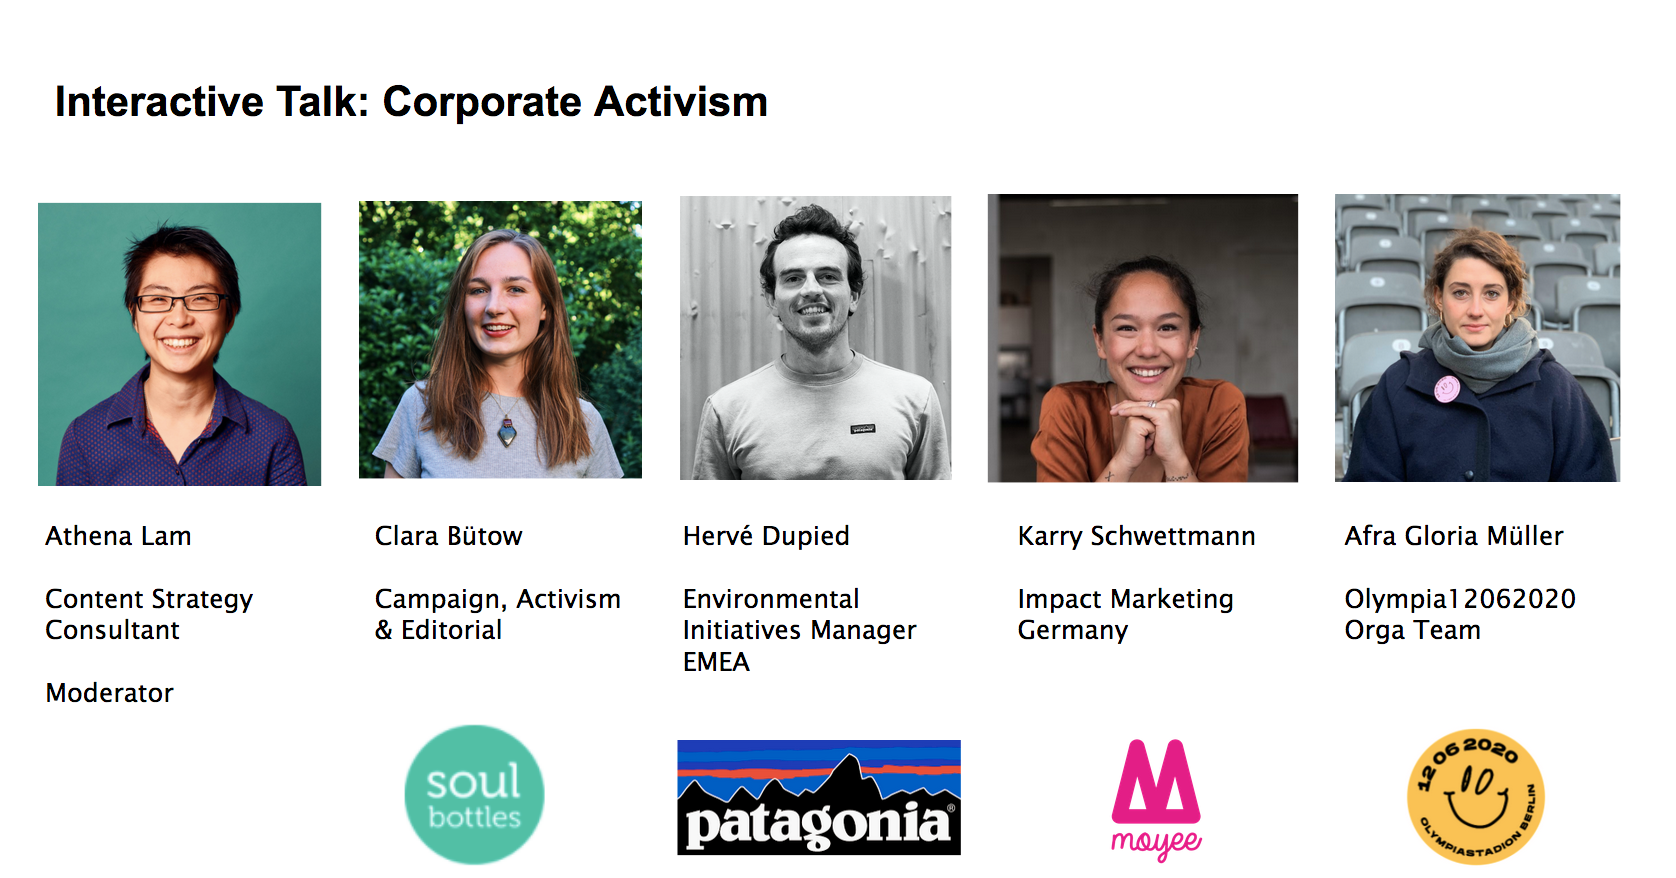 Interactive Talk: Corporate Activism
patagonia
Athena Lam
Content Strategy
Consultant
Moderator
Clara Bütow
Campaign, Activism
& Editorial
Hervé Dupied
Environmental
Initiatives Manager
EMEA
Karry Schwettmann
Impact Marketing
Germany
Afra Gloria Müller
Olympia12062020
Orga Team
soul
bottles
patagonia®
moyee
12 06 2020
OLYMPIASTADION BERLIN